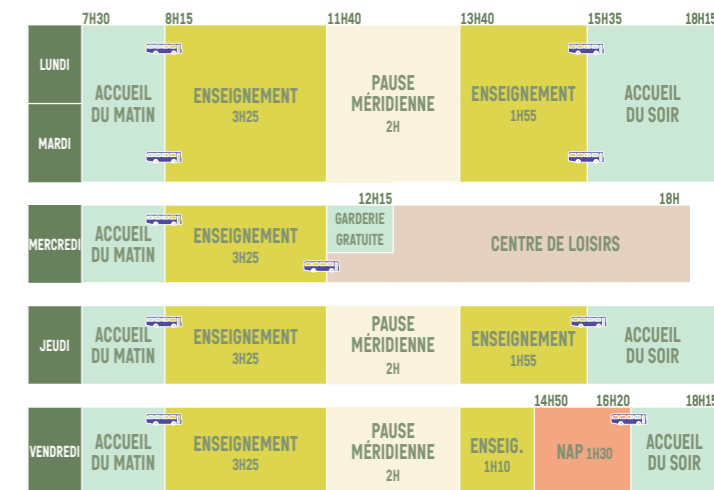 7H30 8H15 11H40 13H40 15H35 18H15
LUNDI
MARDI
ACCUEIL
DU MATIN
ENSEIGNEMENT
3H25
PAUSE
MÉRIDIENNE
2H
ENSEIGNEMENT
1H55
ACCUEIL
DU SOIR
12H15 18H
MERCREDI
ACCUEIL
DU MATIN
ENSEIGNEMENT
3H25
GARDERIE
GRATUITE
CENTRE DE LOISIRS
JEUDI
ACCUEIL
DU MATIN
ENSEIGNEMENT
3H25
PAUSE
MÉRIDIENNE
2H
ENSEIGNEMENT
1H55
ACCUEIL
DU SOIR
14H50 16H20 18H15
VENDREDI
ACCUEIL
DU MATIN
ENSEIGNEMENT
3H25
PAUSE
MÉRIDIENNE
2H
ENSEIG.
1H10
NAP 1H30
ACCUEIL
DU SOIR